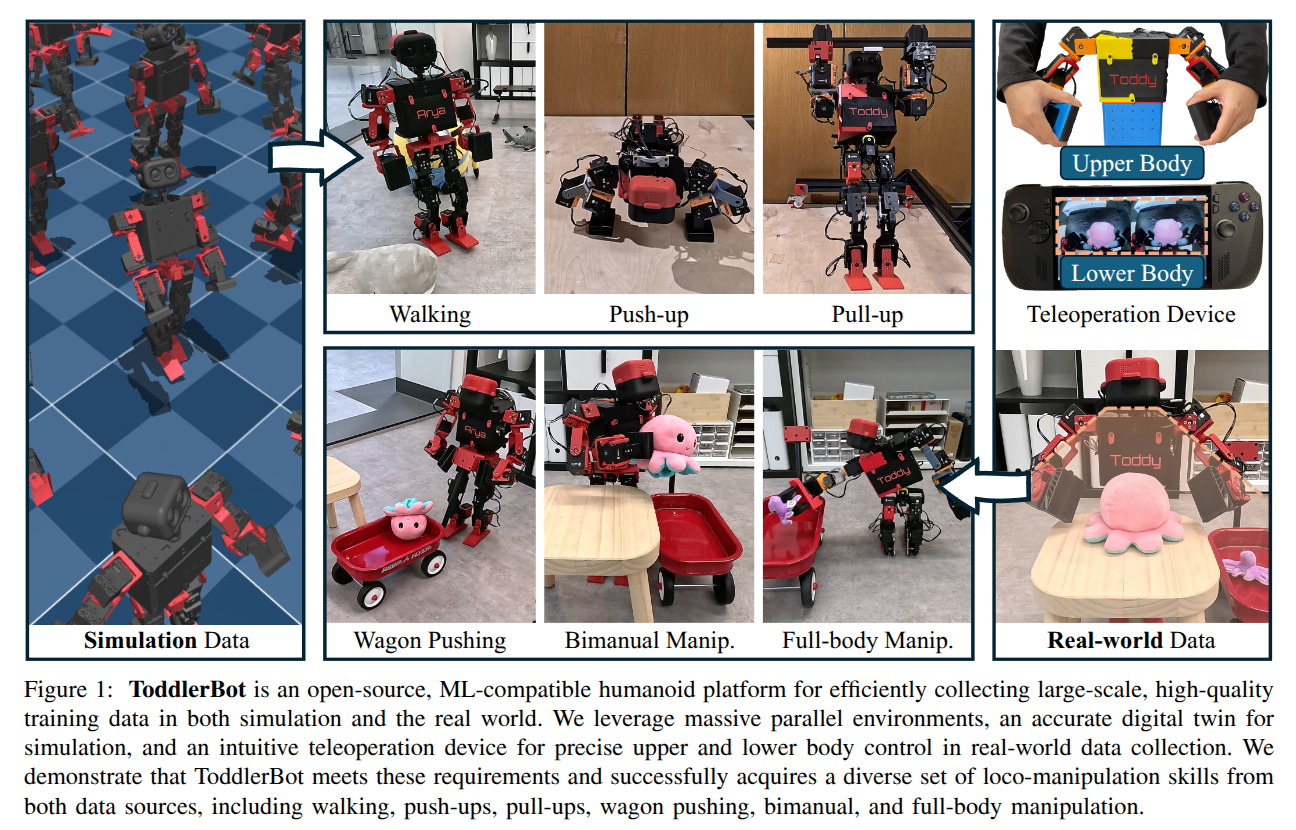 Arya
Toddy
Toddy
Upper Body
Lower Body
Walking
Push-up
Pull-up
Teleoperation Device
Arya
Toddy
Toddy
Simulation Data
Wagon Pushing
Bimanual Manip.
Full-body Manip.
Real-world Data
Figure 1: ToddlerBot is an open-source, ML-compatible humanoid platform for efficiently collecting large-scale, high-quality
training data in both simulation and the real world. We leverage massive parallel environments, an accurate digital twin for
simulation, and an intuitive teleoperation device for precise upper and lower body control in real-world data collection. We
demonstrate that ToddlerBot meets these requirements and successfully acquires a diverse set of loco-manipulation skills from
both data sources, including walking, push-ups, pull-ups, wagon pushing, bimanual, and full-body manipulation.